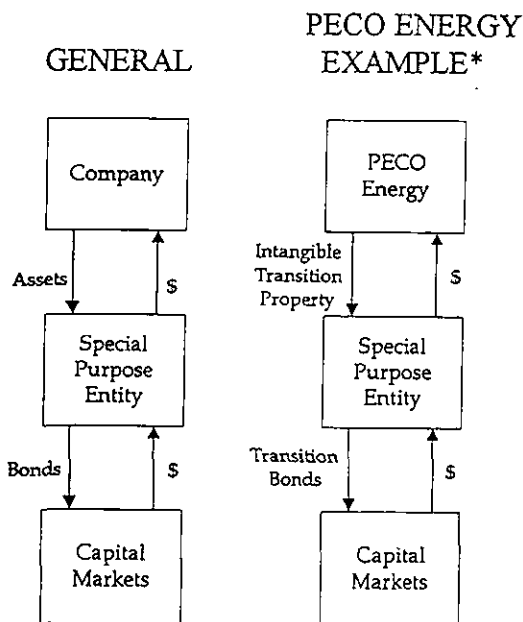 GENERAL
Company
Assets
$
Special
Purpose
Entity
Bonds
$
Capital
Markets
PECO ENERGY
EXAMPLE*
PECO
Energy
Intangible
Transition
Property
$
Special
Purpose
Entity
Transition
Bonds
$
Capital
Markets